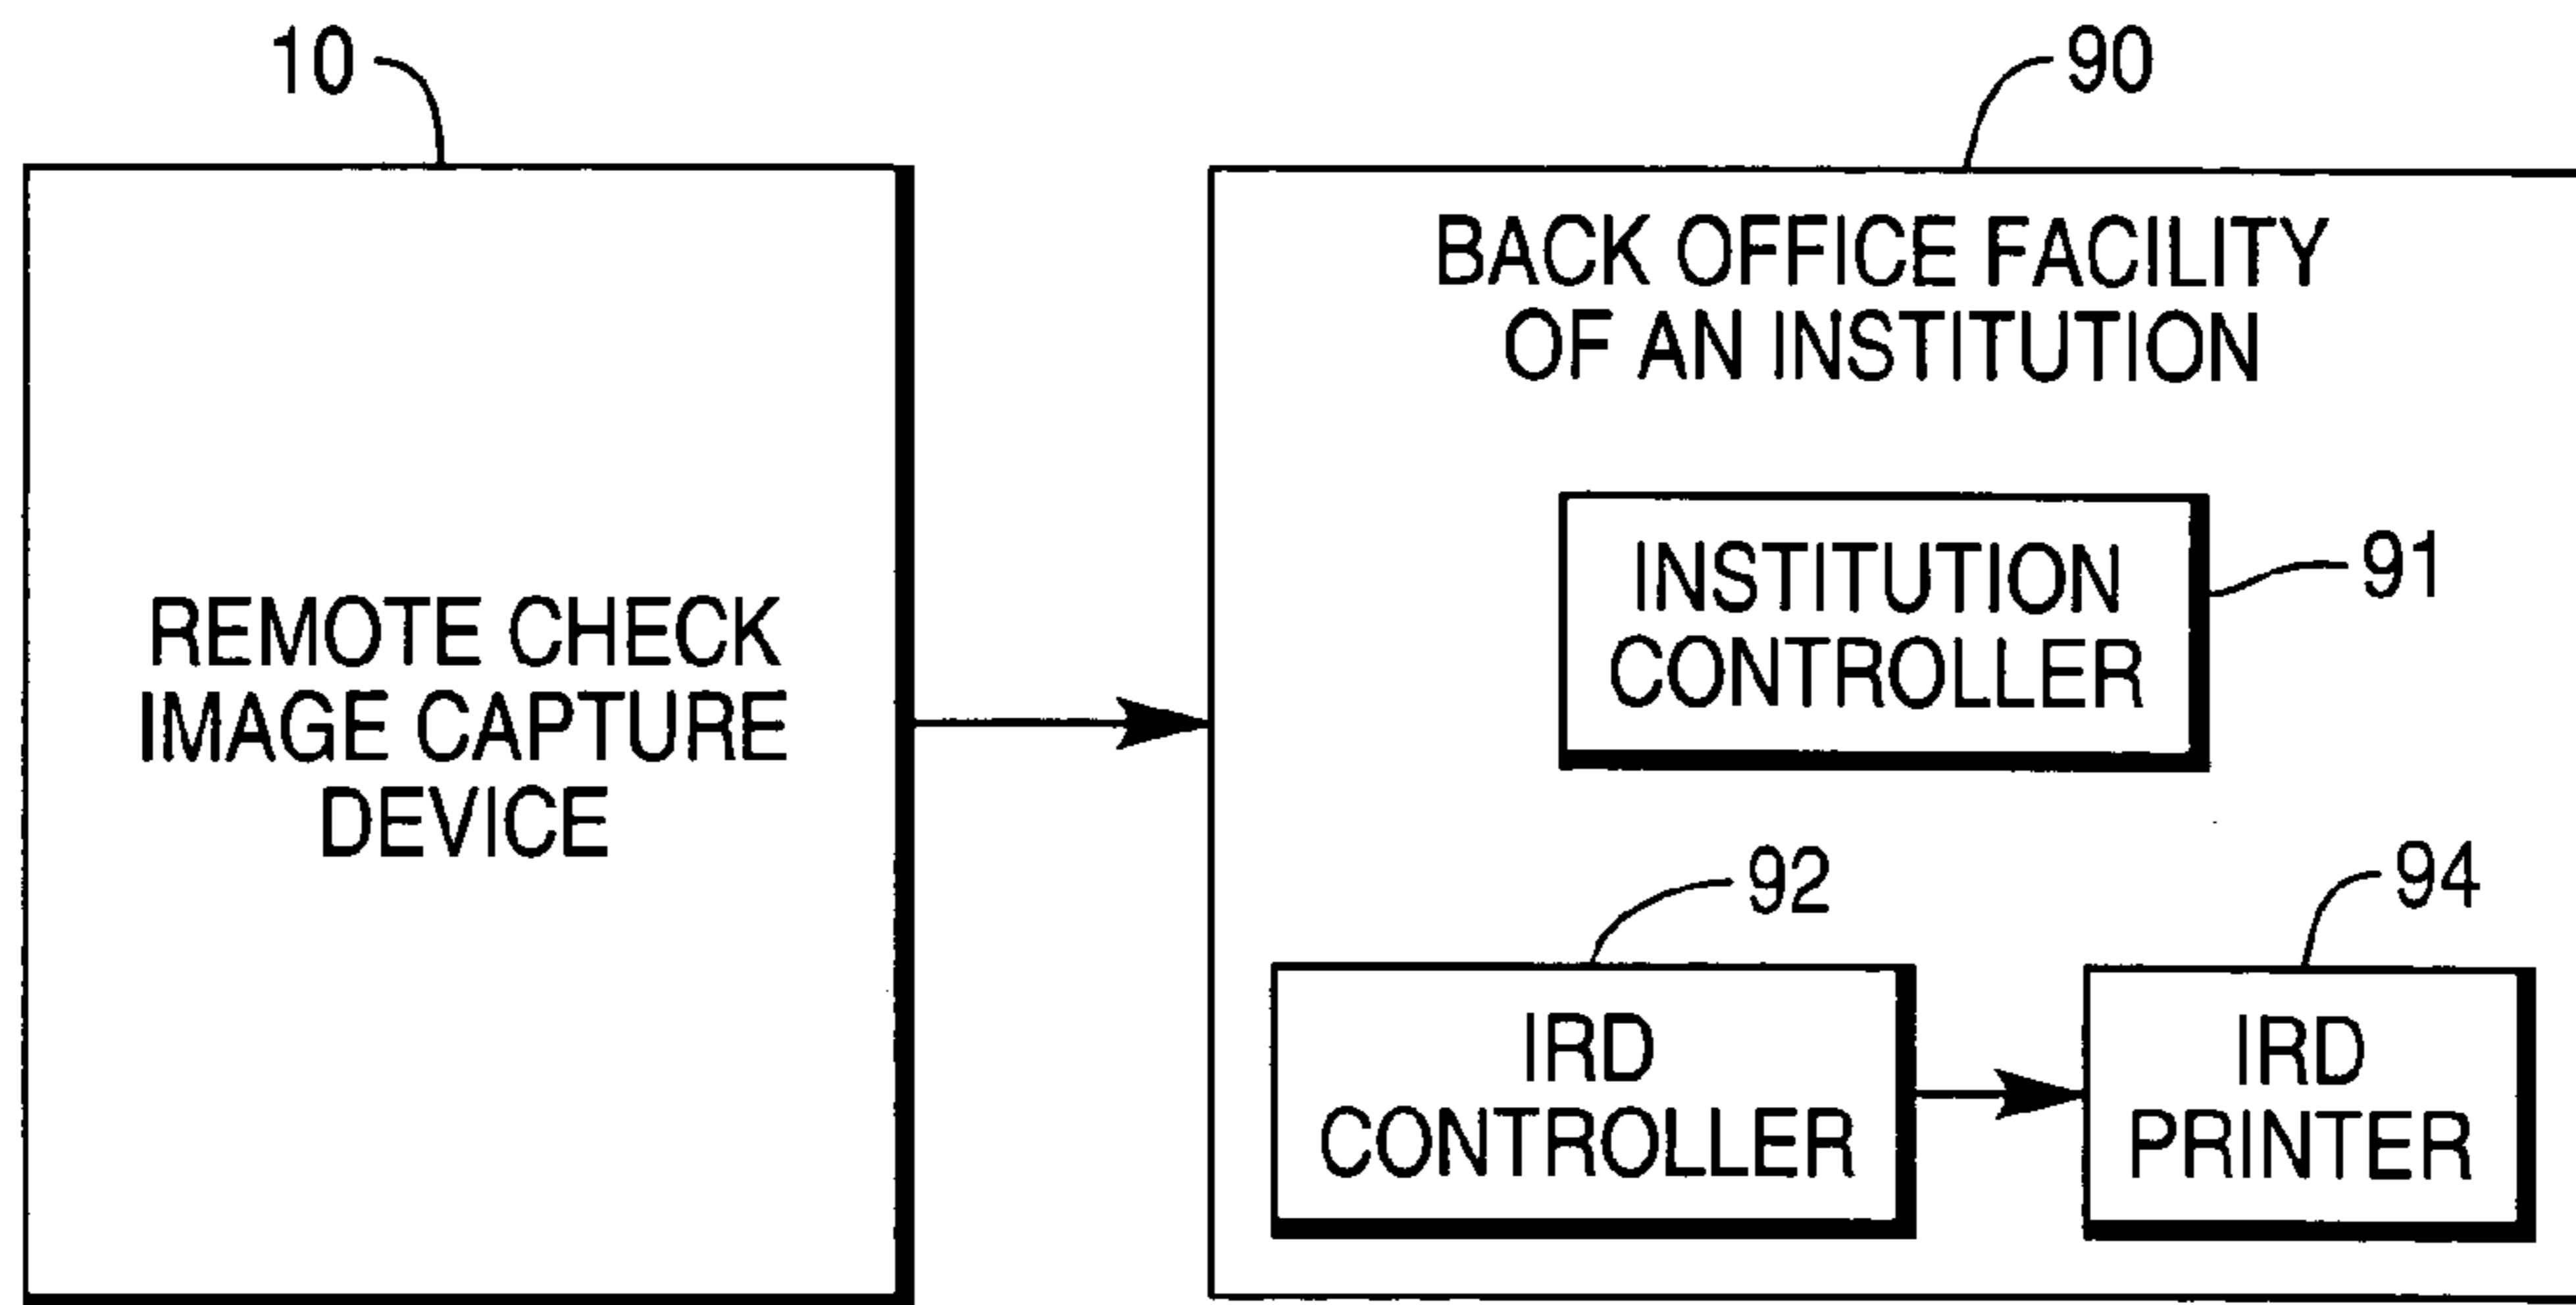 10
REMOTE CHECK
IMAGE CAPTURE
DEVICE
90
BACK OFFICE FACILITY
OF AN INSTITUTION
INSTITUTION
CONTROLLER
91
92
IRD
CONTROLLER
94
IRD
PRINTER